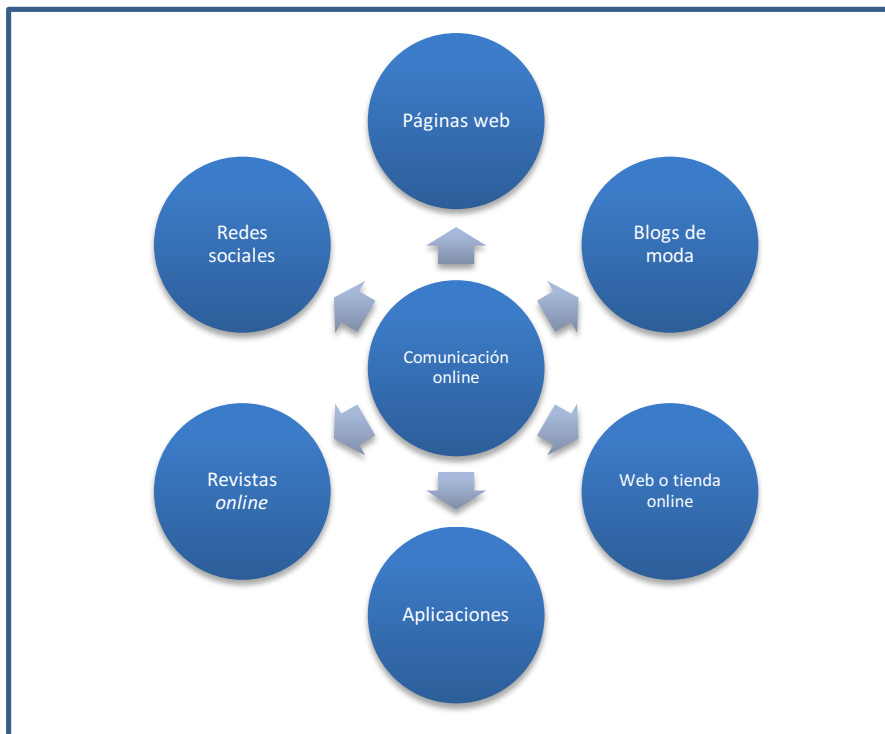 Páginas web
Redes
sociales
Blogs de
moda
Comunicación
online
Revistas
online
Web o tienda
online
Aplicaciones